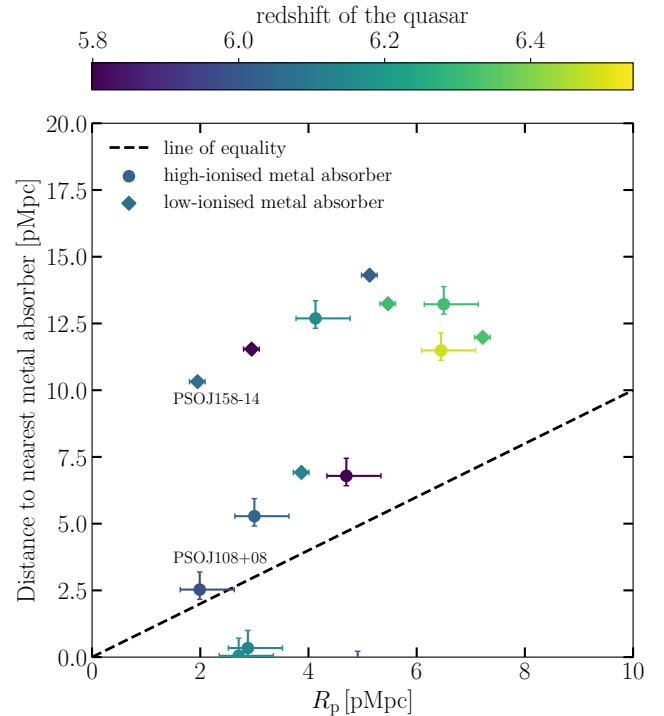 redshift of the quasar
5.8 6.0 6.2 6.4
20.0
17.5
15.0
12.5
10.0
7.5
5.0
2.5
0.0
Distance to nearest metal absorber [pMpc]
line of equality
high-ionised metal absorber
low-ionised metal absorber
PSOJ158-14
PSOJ108+08
0 2 4 6 8 10
R_p [pMpc]